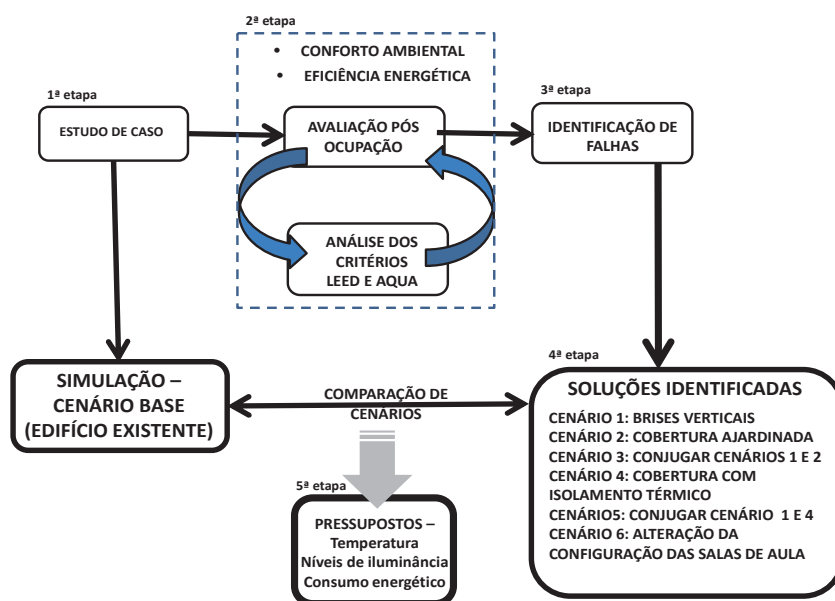 2ª etapa
• CONFORTO AMBIENTAL
• EFICIÊNCIA ENERGÉTICA
1ª etapa
ESTUDO DE CASO
AVALIAÇÃO PÓS
OCUPAÇÃO
3ª etapa
IDENTIFICAÇÃO DE
FALHAS
ANÁLISE DOS
CRITÉRIOS
LEED E AQUA
SIMULAÇÃO –
CENÁRIO BASE
(EDIFÍCIO EXISTENTE)
COMPARAÇÃO DE
CENÁRIOS
4ª etapa
SOLUÇÕES IDENTIFICADAS
CENÁRIO 1: BRISES VERTICAIS
CENÁRIO 2: COBERTURA AJARDINADA
CENÁRIO 3: CONJUGAR CENÁRIOS 1 E 2
CENÁRIO 4: COBERTURA COM
ISOLAMENTO TÉRMICO
CENÁRIO5: CONJUGAR CENÁRIO 1 E 4
CENÁRIO 6: ALTERAÇÃO DA
CONFIGURAÇÃO DAS SALAS DE AULA
5ª etapa
PRESSUPOSTOS –
Temperatura
Níveis de iluminância
Consumo energético